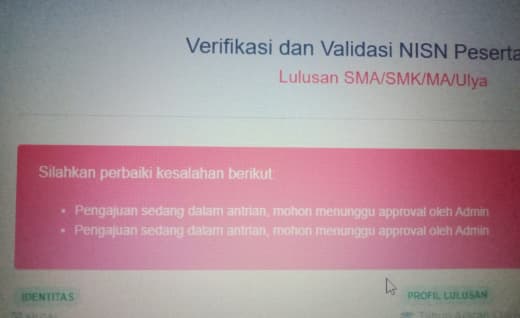 Verifikasi dan Validasi NISN Peserta
Lulusan SMA/SMK/MA/Ulya
Silahkan perbaiki kesalahan berikut
Pengajuan sedang dalam antrian, mohon menunggu approval oleh Admin
Pengajuan sedang dalam antrian, mohon menunggu approval oleh Admin
IDENTITAS
PROFIL LULUSAN